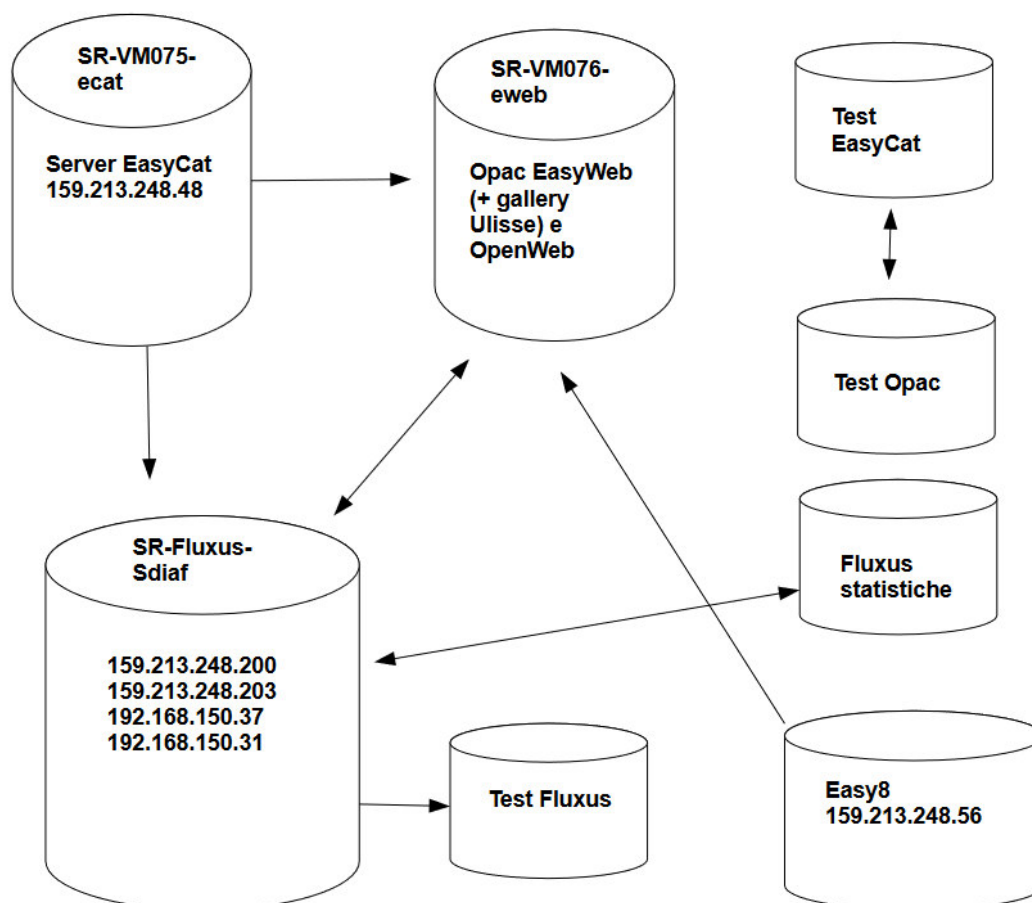 SR-VM075-
ecat
Server EasyCat
159.213.248.48
SR-VM076-
eweb
Opac EasyWeb
(+ gallery
Ulisse) e
OpenWeb
Test
EasyCat
Test Opac
SR-Fluxus-
Sdiaf
159.213.248.200
159.213.248.203
192.168.150.37
192.168.150.31
Fluxus
statistiche
Test Fluxus
Easy8
159.213.248.56